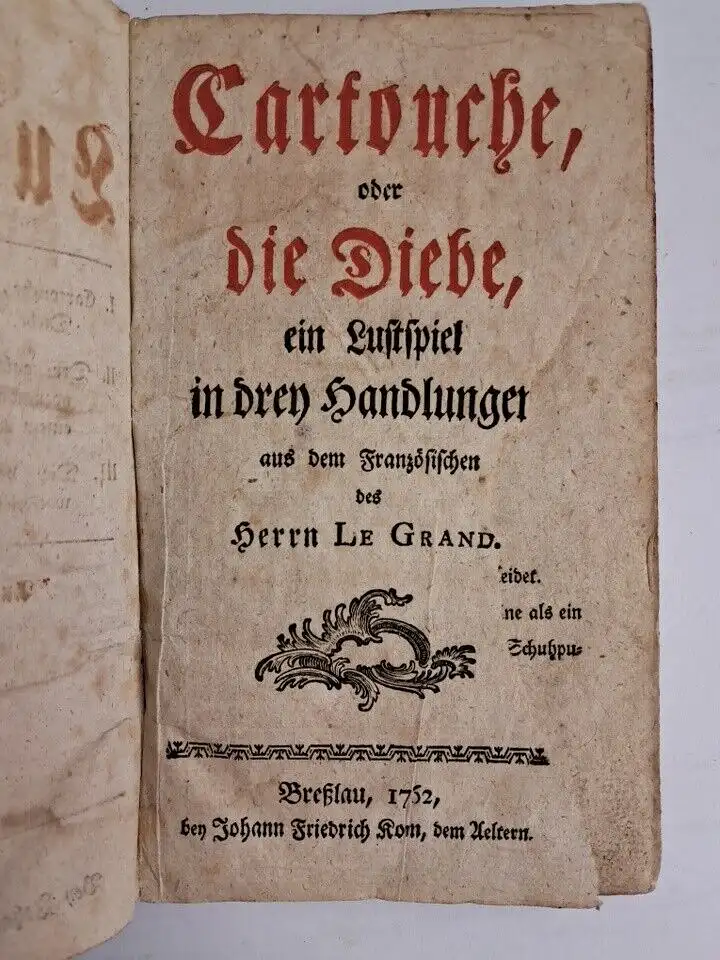 Cartouche,
oder
die Diebe,
ein Lustspiel
in drey Handlungen
aus dem Französischen
des
Herrn LE GRAND.
eidet.
ne als ein
Schuhpu-
Breßlau, 1752,
bey Johann Friedrich Korn, dem Aeltern.